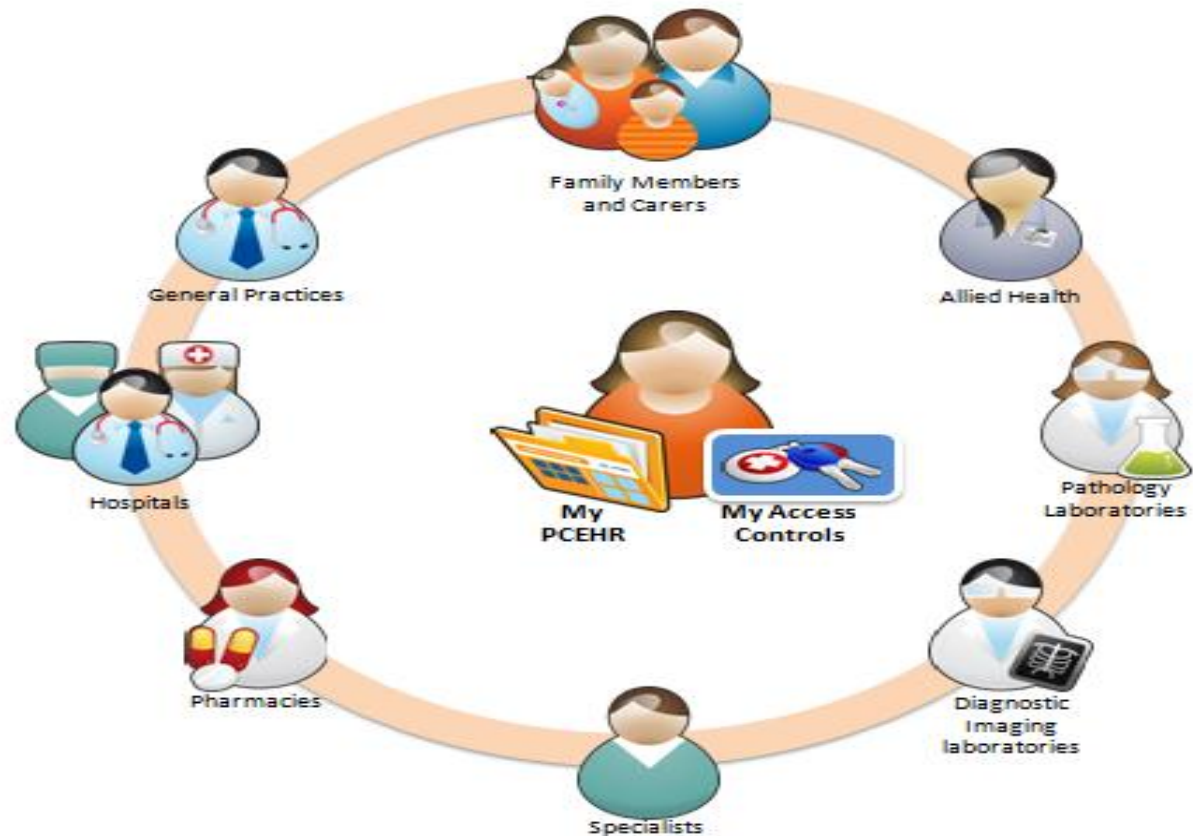 Family Members
and Carers
General Practices
Allied Health
Hospitals
My
PCEHR
My Access
Controls
Pathology
Laboratories
Pharmacies
Diagnostic
Imaging
laboratories
Specialists